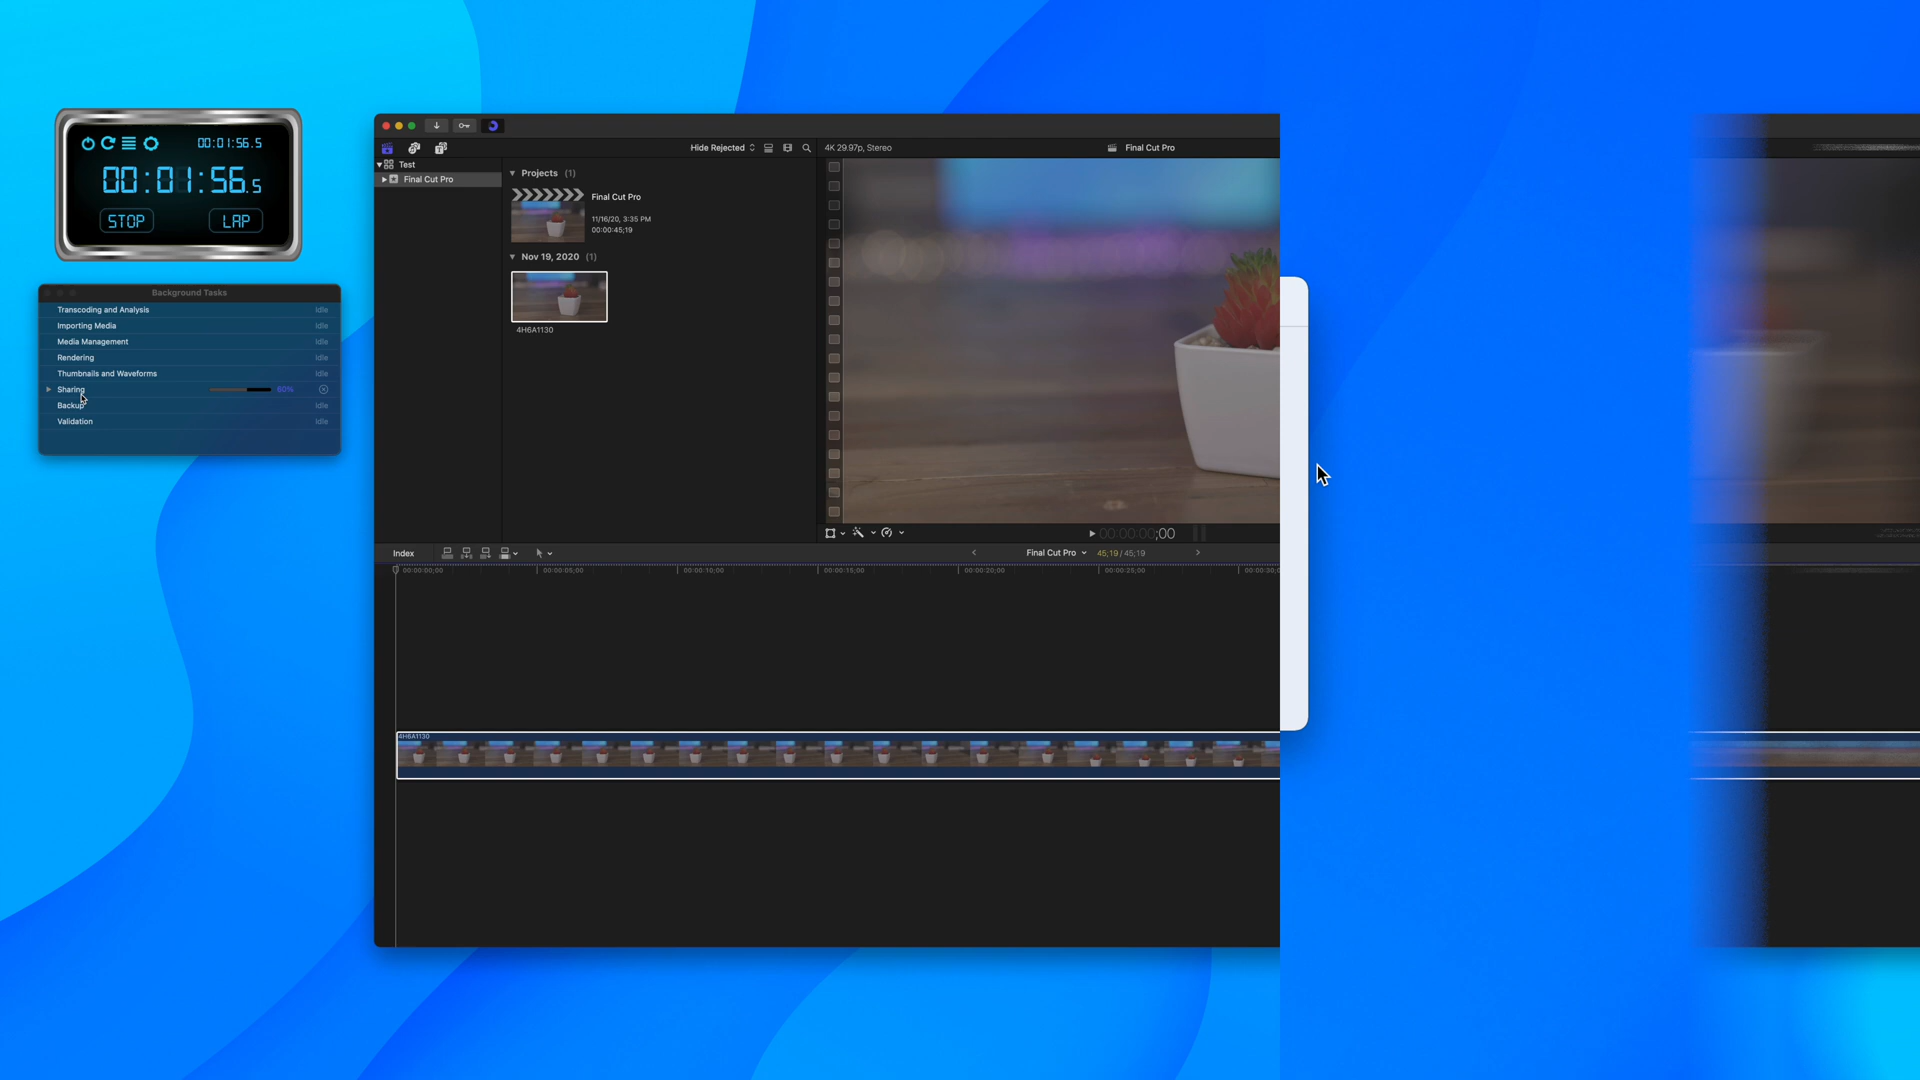 00:01:56.5
00:01:56.5
STOP
LAP
Background Tasks
Transcoding and Analysis Idle
Importing Media Idle
Media Management Idle
Rendering Idle
Thumbnails and Waveforms Idle
Sharing 60%
Backup Idle
Validation Idle
Hide Rejected
4K 29.97p, Stereo
Final Cut Pro
Test
Final Cut Pro
Projects (1)
Final Cut Pro
11/16/20, 3:35 PM
00:00:45;19
Nov 19, 2020 (1)
4H6A1130
00:00:00;00
Index
Final Cut Pro
45;19 / 45;19
00:00:00;00
00:00:05;00
00:00:10;00
00:00:15;00
00:00:20;00
00:00:25;00
4H6A1130